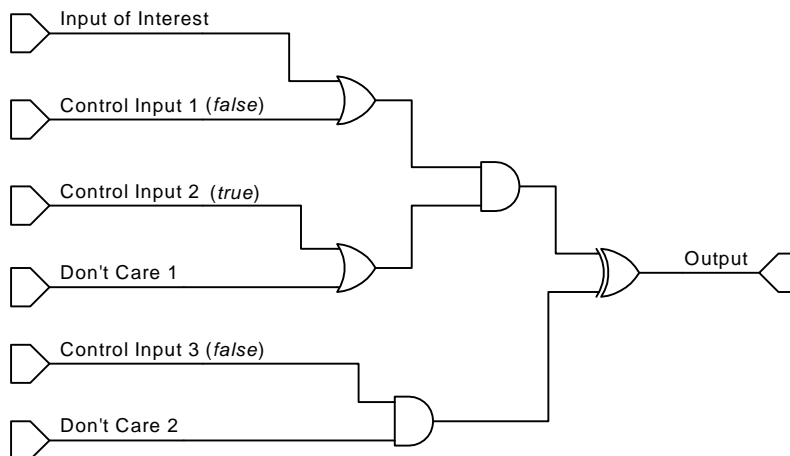 Input of Interest
Control Input 1 (false)
Control Input 2 (true)
Output
Don't Care 1
Control Input 3 (false)
Don't Care 2